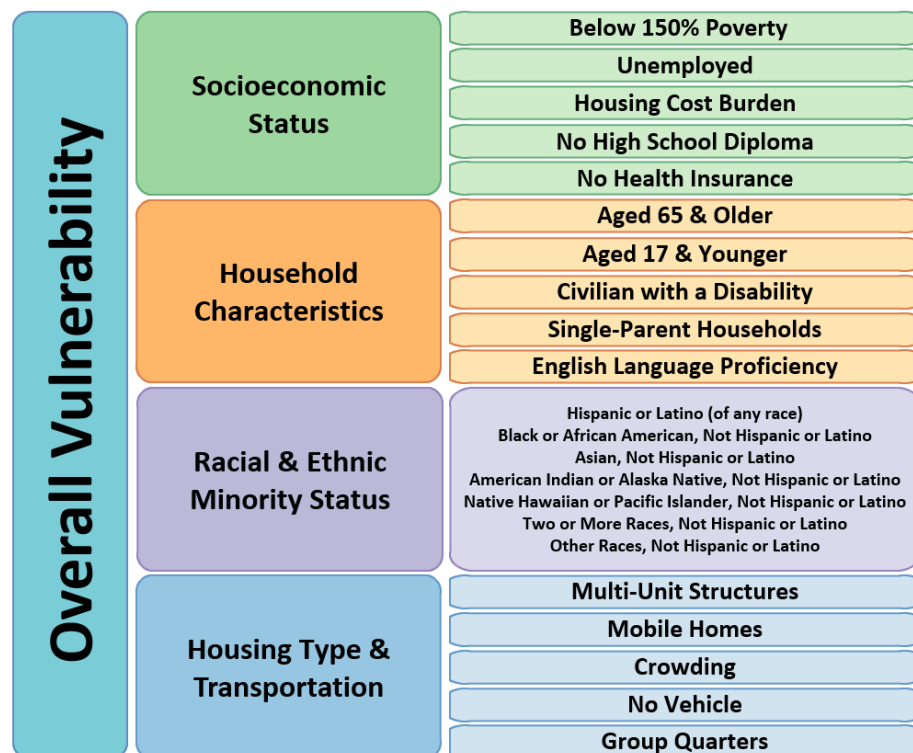 Overall Vulnerability
Socioeconomic
Status
Below 150% Poverty
Unemployed
Housing Cost Burden
No High School Diploma
No Health Insurance
Household
Characteristics
Aged 65 & Older
Aged 17 & Younger
Civilian with a Disability
Single-Parent Households
English Language Proficiency
Racial & Ethnic
Minority Status
Hispanic or Latino (of any race)
Black or African American, Not Hispanic or Latino
Asian, Not Hispanic or Latino
American Indian or Alaska Native, Not Hispanic or Latino
Native Hawaiian or Pacific Islander, Not Hispanic or Latino
Two or More Races, Not Hispanic or Latino
Other Races, Not Hispanic or Latino
Housing Type &
Transportation
Multi-Unit Structures
Mobile Homes
Crowding
No Vehicle
Group Quarters